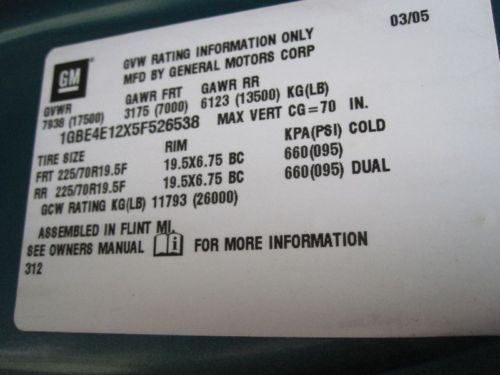 03/05
GM
GVW RATING INFORMATION ONLY
MFD BY GENERAL MOTORS CORP
GVWR GAWR FRT GAWR RR
7938 (17500) 3175 (7000) 6123 (13500) KG(LB)
1GBE4E12X5F526538 MAX VERT CG=70 IN.
TIRE SIZE RIM KPA(PSI) COLD
FRT 225/70R19.5F 19.5X6.75 BC 660(095)
RR 225/70R19.5F 19.5X6.75 BC 660(095) DUAL
GCW RATING KG(LB) 11793 (26000)
ASSEMBLED IN FLINT MI.
SEE OWNERS MANUAL i FOR MORE INFORMATION
312